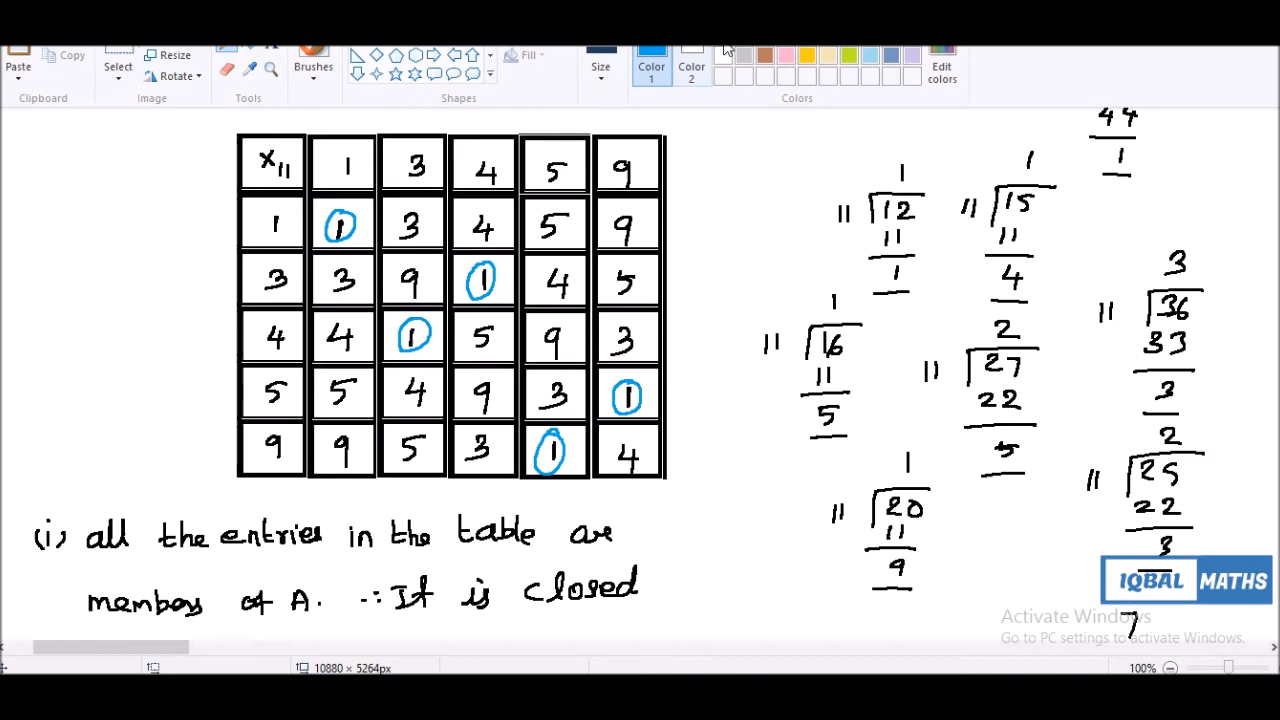 Paste
Copy
Clipboard
Select
Resize
Rotate
Image
Tools
Brushes
Shapes
Fill
Size
Color 1
Color 2
Edit colors
Colors
×11 1 3 4 5 9
1 1 3 4 5 9
3 3 9 1 4 5
4 4 1 5 9 3
5 5 4 9 3 1
9 9 5 3 1 4
(i) all the entries in the table are
members of A. ∴ It is closed
44
1
1
11 12
11
1
1
11 15
11
4
1
11 16
11
5
2
11 27
22
5
3
11 36
33
3
1
11 20
11
9
2
11 25
22
3
7
IQBAL MATHS
Activate Windows
Go to PC settings to activate Windows.
10880 × 5264px
100%